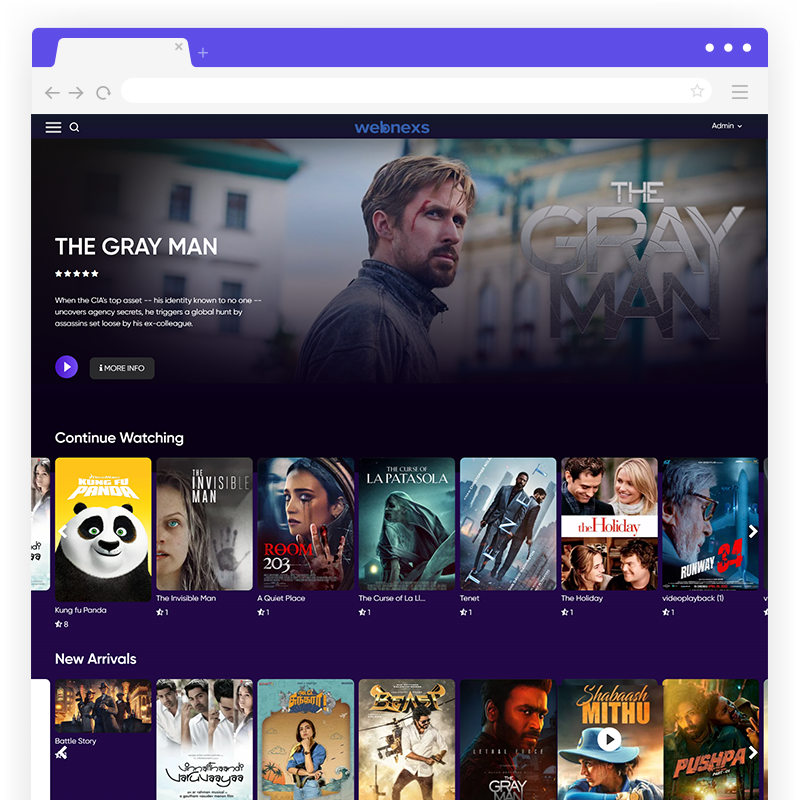 webnexs
Admin
THE
GRAY
MAN
THE GRAY MAN
When the CIA's top asset -- his identity known to no one --
uncovers agency secrets, he triggers a global hunt by
assassins set loose by his ex-colleague.
MORE INFO
Continue Watching
KUNG FU
PANDA
THE
INVISIBLE
MAN
ROOM
203
THE CURSE OF
LA PATASOLA
TENET
the Holiday
RUNWAY 34
Kung fu Panda
The Invisible Man
A Quiet Place
The Curse of La Ll...
Tenet
The Holiday
videoplayback (1)
8
1
1
1
1
1
1
New Arrivals
Battle Story
BEAST
LETHAL FORCE
THE
GRAY
MAN
Shabaash
MITHU
PUSHPA